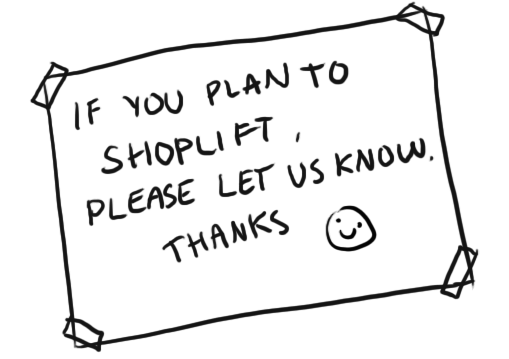 IF YOU PLAN TO
SHOPLIFT,
PLEASE LET US KNOW.
THANKS